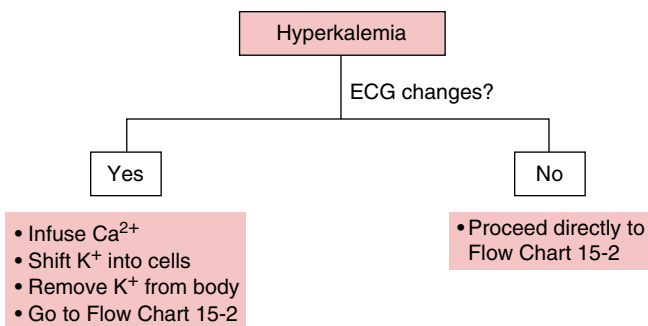 Hyperkalemia
ECG changes?
Yes
No
• Infuse Ca²⁺
• Shift K⁺ into cells
• Remove K⁺ from body
• Go to Flow Chart 15-2
• Proceed directly to
Flow Chart 15-2